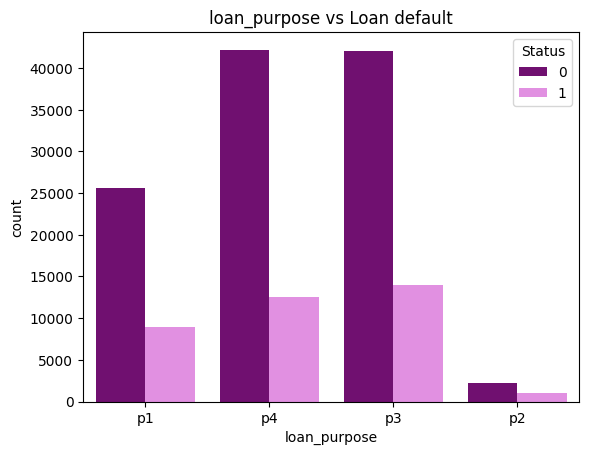 loan_purpose vs Loan default
Status
0
1
count
40000
35000
30000
25000
20000
15000
10000
5000
0
p1 p4 p3 p2
loan_purpose